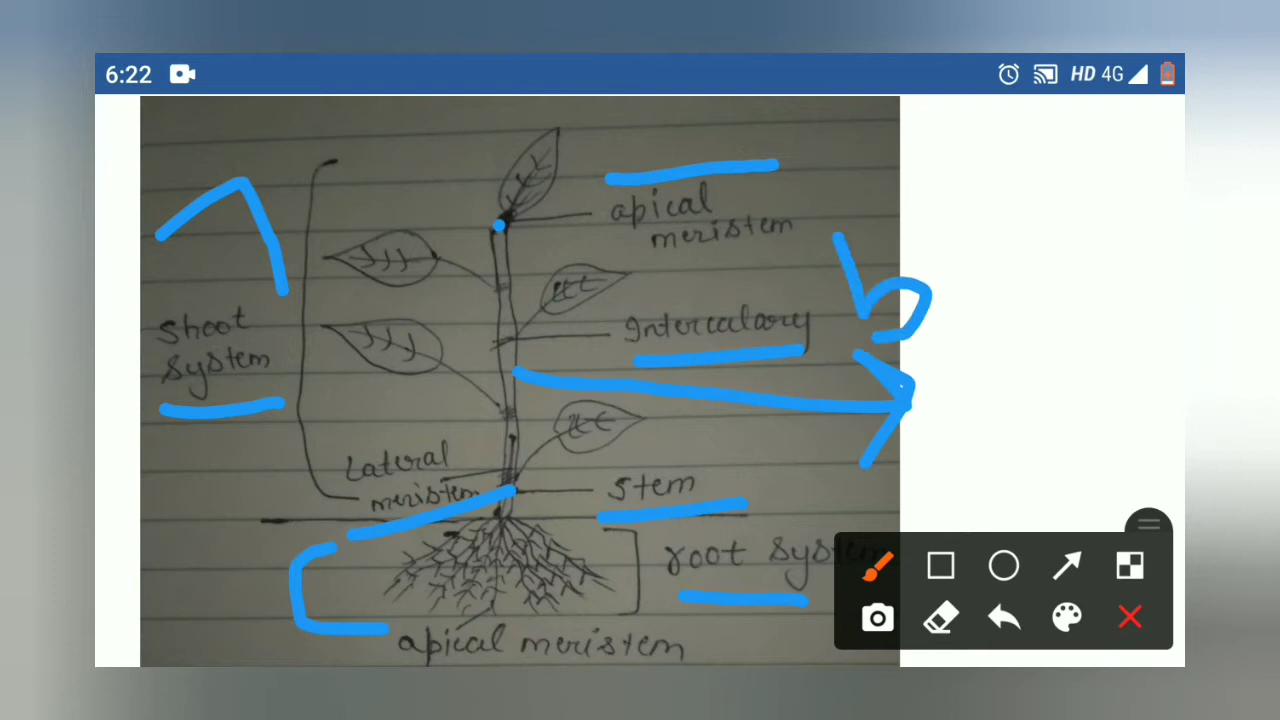 6:22
HD 4G
apical
meristem
Shoot
system
Intercalary
Lateral
meristem
Stem
root system
apical meristem